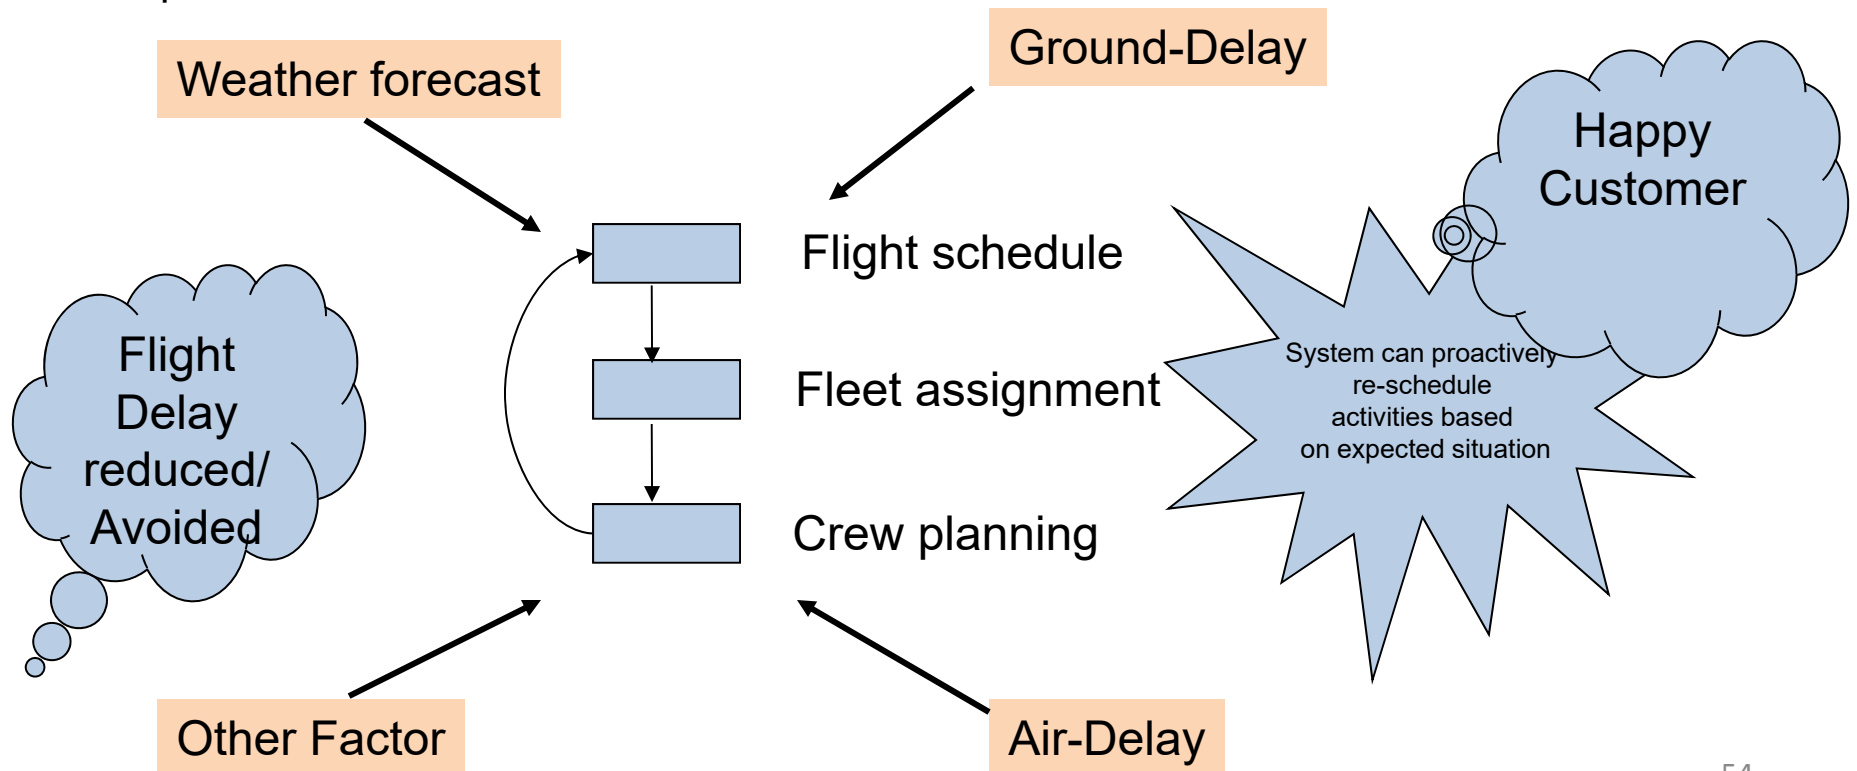 Weather forecast
Ground-Delay
Happy
Customer
Flight schedule
Flight
Delay
reduced/
Avoided
Fleet assignment
System can proactively
re-schedule
activities based
on expected situation
Crew planning
Other Factor
Air-Delay
54